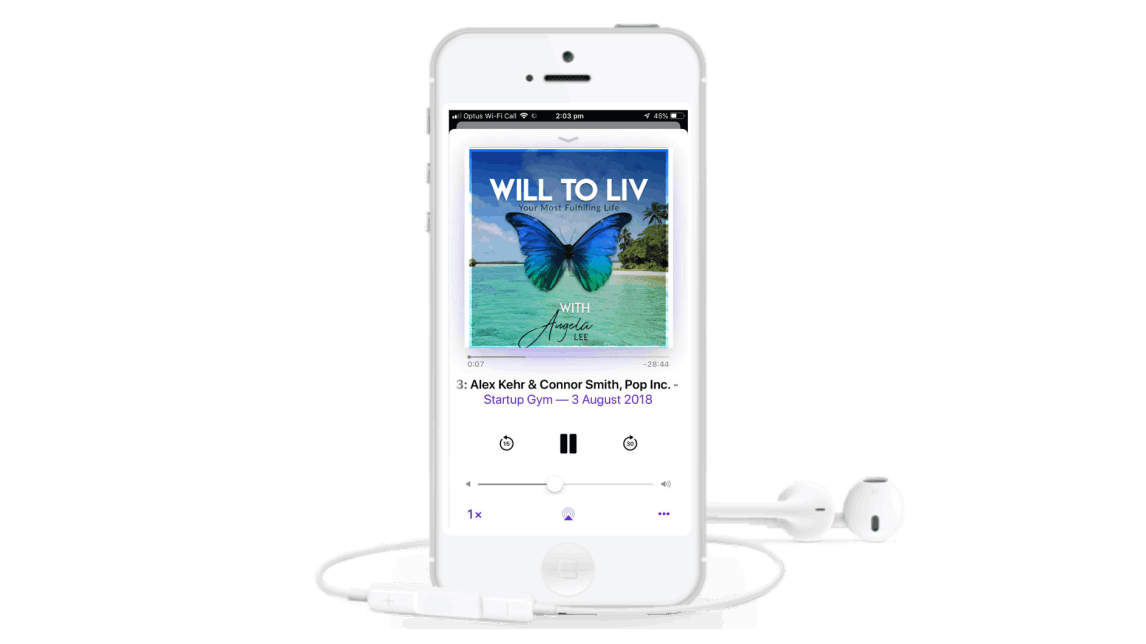 Optus Wi-Fi Call 2:03 pm 45%
WILL TO LIV
Your Most Fulfilling Life
WITH
Angela
LEE
0:07 −28:44
3: Alex Kehr & Connor Smith, Pop Inc. -
Startup Gym — 3 August 2018
15 30
1×